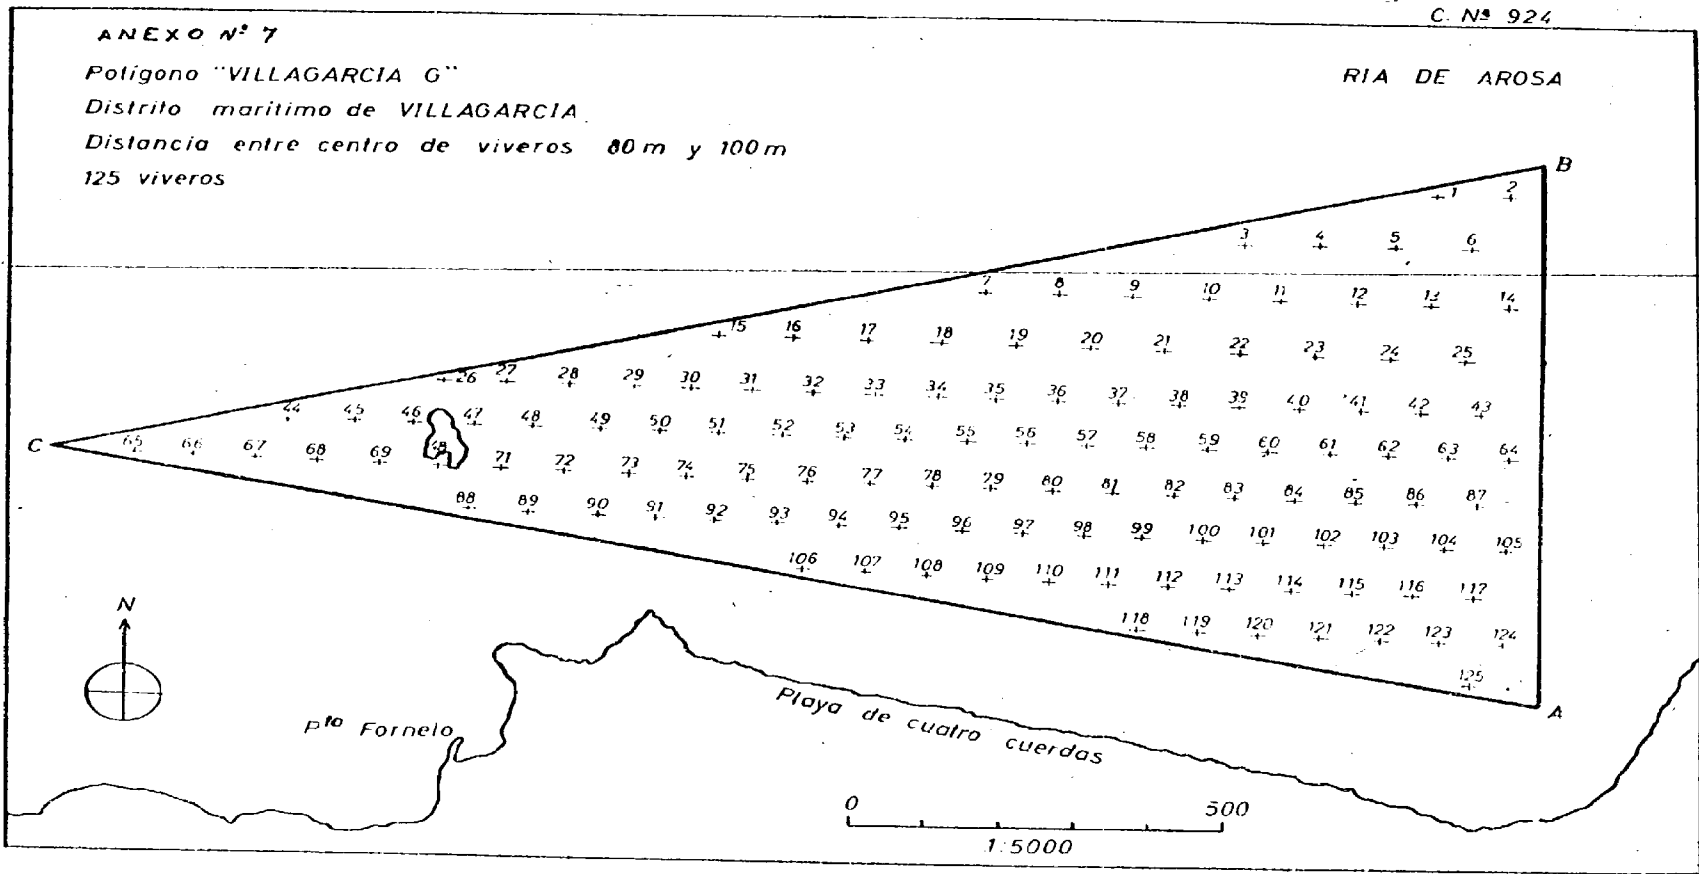 C. Nº 924
ANEXO Nº 7
Polígono "VILLAGARCIA G"
RIA DE AROSA
Distrito marítimo de VILLAGARCIA
Distancia entre centro de viveros 80 m y 100 m
125 viveros
B
1 2
3 4 5 6
7 8 9 10 11 12 13 14
15 16 17 18 19 20 21 22 23 24 25
26 27 28 29 30 31 32 33 34 35 36 37 38 39 40 41 42 43
44 45 46 47 48 49 50 51 52 53 54 55 56 57 58 59 60 61 62 63 64
C
65 66 67 68 69 71 72 73 74 75 76 77 78 79 80 81 82 83 84 85 86 87
88 89 90 91 92 93 94 95 96 97 98 99 100 101 102 103 104 105
106 107 108 109 110 111 112 113 114 115 116 117
118 119 120 121 122 123 124
125
A
N
Pta Fornelo
Playa de cuatro cuerdas
0 500
1:5000